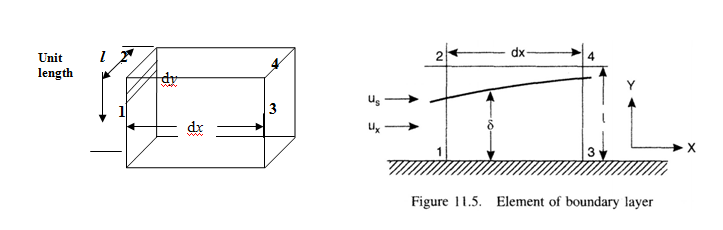 Unit
length
l
2
dy
4
1
3
dx
2
dx
4
us
ux
δ
l
1
3
Y
X
Figure 11.5. Element of boundary layer